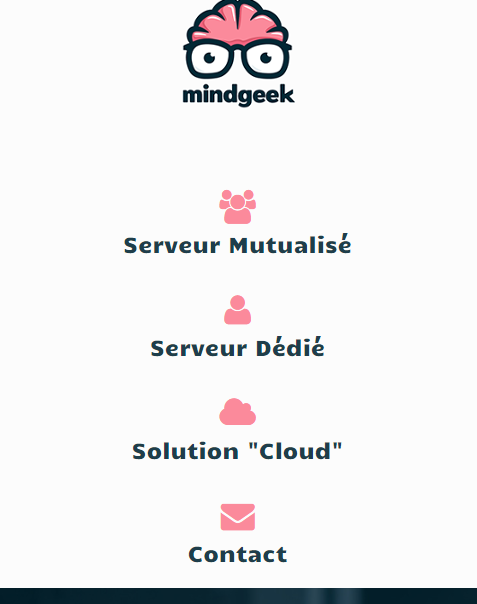 mindgeek
Serveur Mutualisé
Serveur Dédié
Solution "Cloud"
Contact